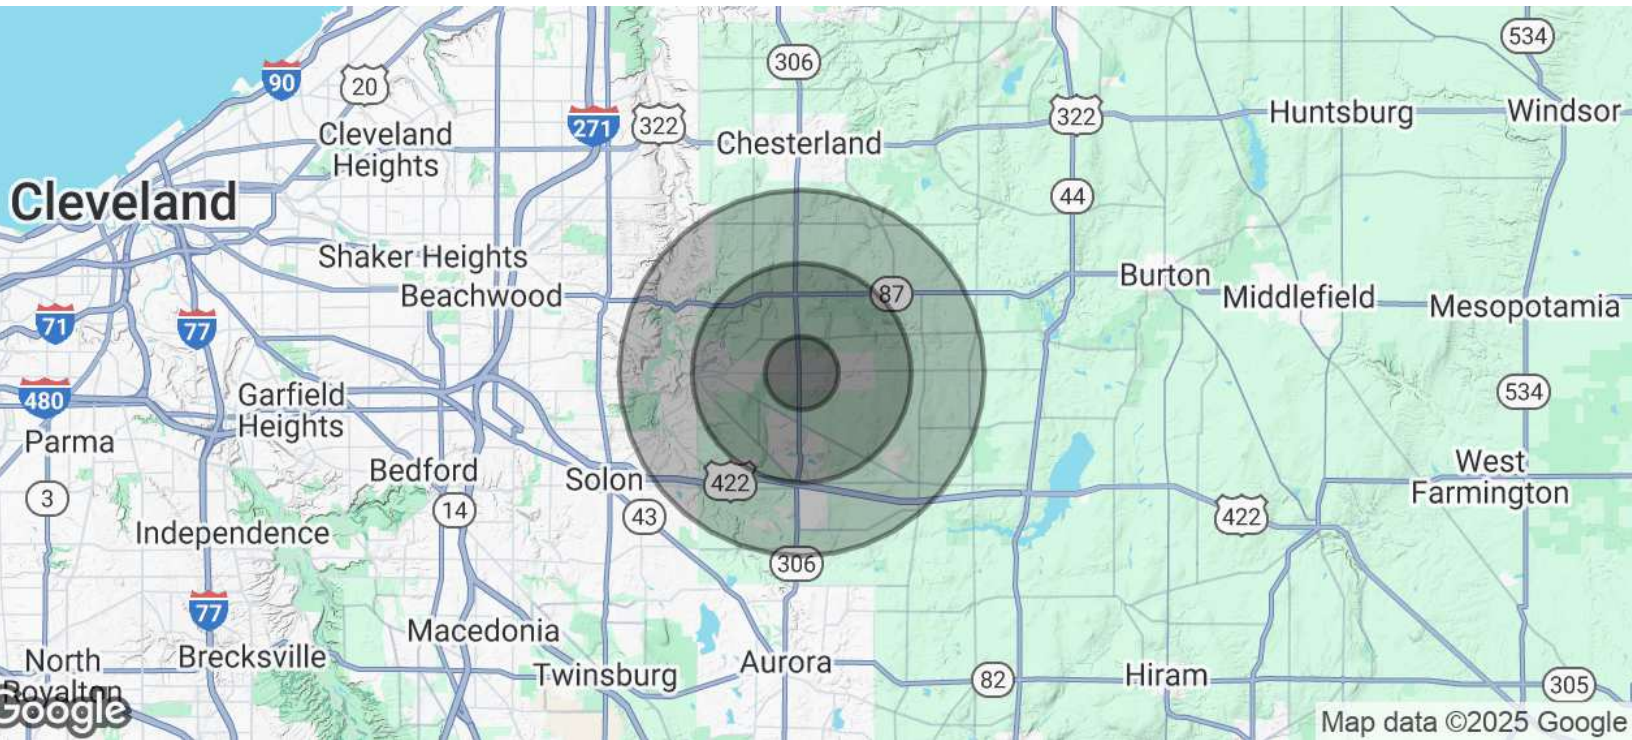 534
306
90
20
322
Huntsburg
Windsor
271
322
Cleveland
Heights
Chesterland
Cleveland
44
Shaker Heights
Burton
87
Beachwood
Middlefield
Mesopotamia
71
77
480
Garfield
Heights
534
Parma
Bedford
Solon
422
West
Farmington
3
14
43
422
Independence
306
77
Macedonia
North
Royalton
Brecksville
Twinsburg
Aurora
82
Hiram
305
Google
Map data ©2025 Google